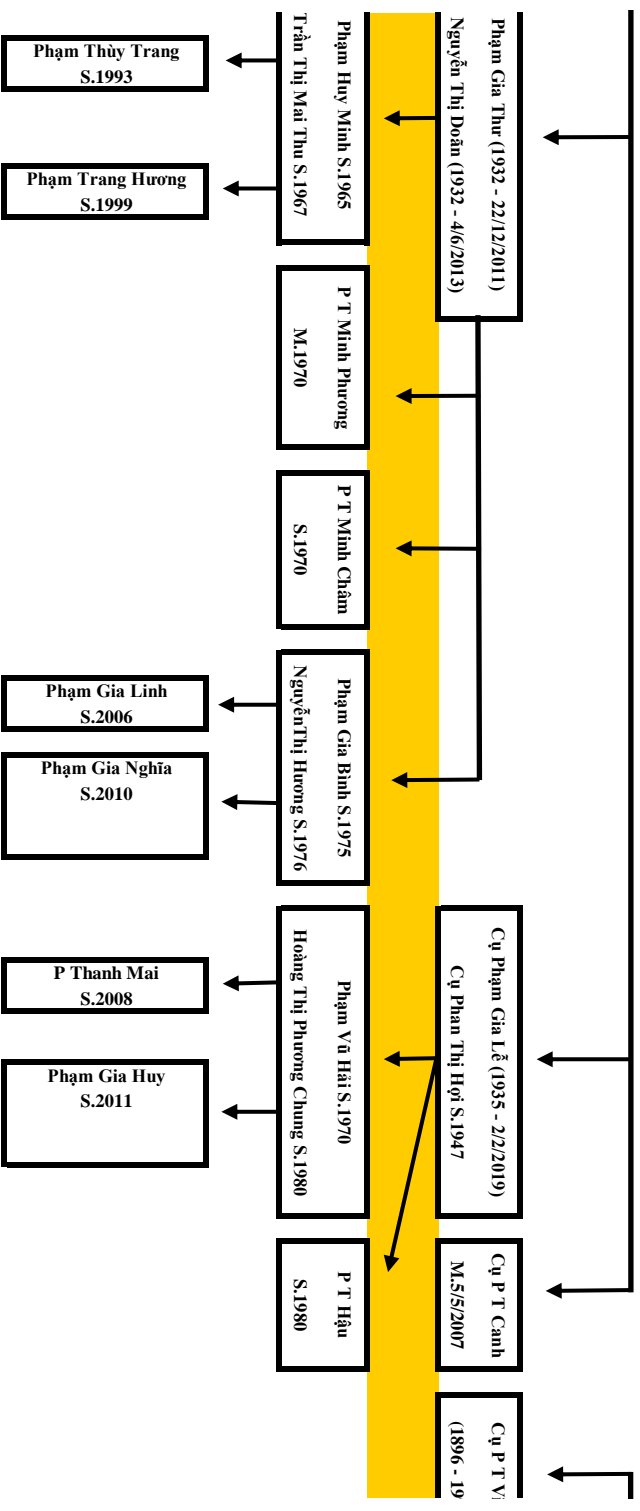 Phạm Gia Thư (1932 - 22/12/2011)
Nguyễn Thị Doãn (1932 - 4/6/2013)
Cụ Phạm Gia Lễ (1935 - 2/2/2019)
Cụ Phan Thị Hợi S.1947
Cụ P T Canh
M.5/5/2007
Cụ P T
(1896 -
Phạm Huy Minh S.1965
Trần Thị Mai Thu S.1967
P T Minh Phương
M.1970
P T Minh Châm
S.1970
Phạm Gia Bình S.1975
NguyễnThị Hương S.1976
Phạm Vũ Hải S.1970
Hoàng Thị Phương Chung S.1980
P T Hậu
S.1980
Phạm Thùy Trang
S.1993
Phạm Trang Hương
S.1999
Phạm Gia Linh
S.2006
Phạm Gia Nghĩa
S.2010
P Thanh Mai
S.2008
Phạm Gia Huy
S.2011